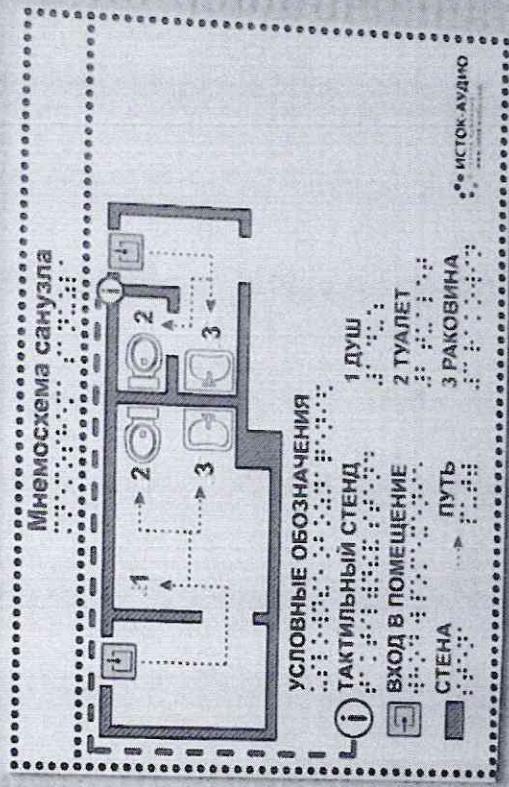 Мнемосхема санузла
i
2
1
2
3
3
УСЛОВНЫЕ ОБОЗНАЧЕНИЯ
i ТАКТИЛЬНЫЙ СТЕНД
ВХОД В ПОМЕЩЕНИЕ
СТЕНА
ПУТЬ
1 ДУШ
2 ТУАЛЕТ
3 РАКОВИНА
ИСТОК-АУДИО